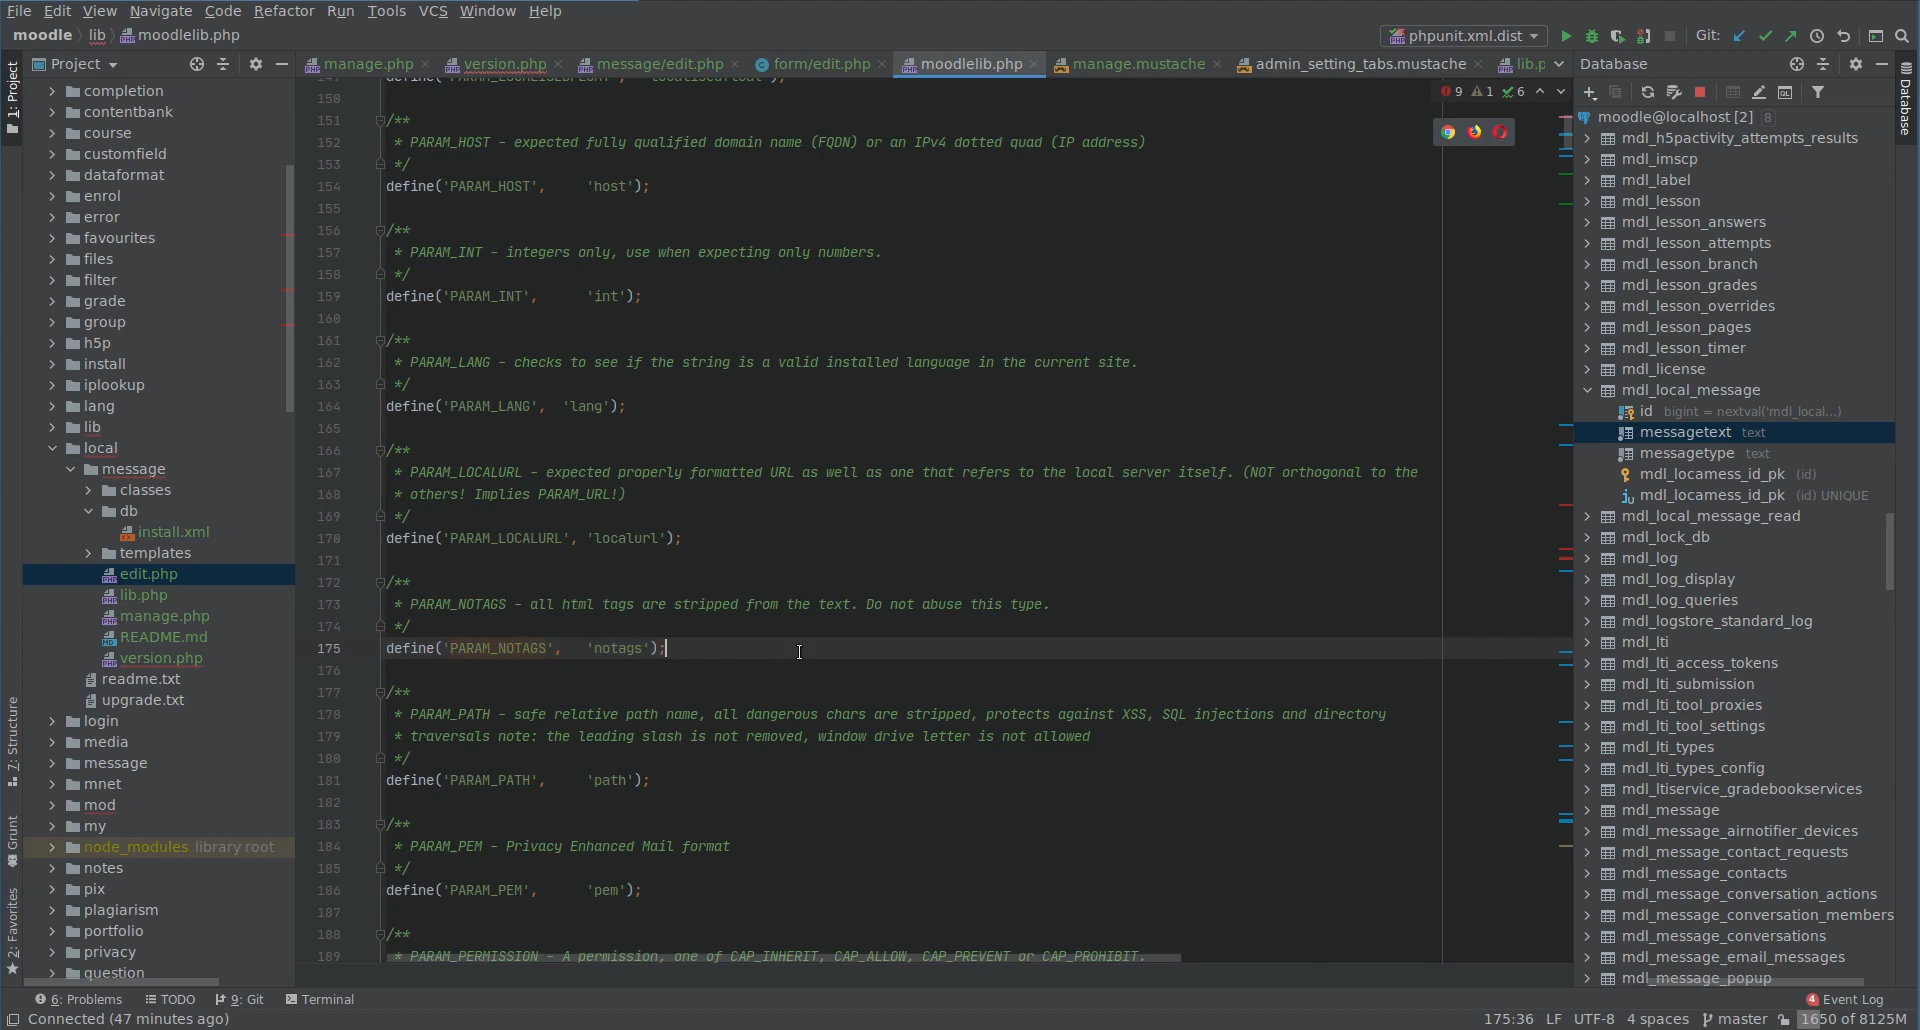 File Edit View Navigate Code Refactor Run Tools VCS Window Help
moodle lib moodlelib.php
phpunit.xml.dist Git:
Project
manage.php version.php message/edit.php form/edit.php moodlelib.php manage.mustache admin_setting_tabs.mustache lib.p
Database
1: Project
7: Structure
Grunt
2: Favorites
Database
completion
contentbank
course
customfield
dataformat
enrol
error
favourites
files
filter
grade
group
h5p
install
iplookup
lang
lib
local
message
classes
db
install.xml
templates
edit.php
lib.php
manage.php
README.md
version.php
readme.txt
upgrade.txt
login
media
message
mnet
mod
my
node_modules library root
notes
pix
plagiarism
portfolio
privacy
question
9 1 6
150
151 /**
152 * PARAM_HOST - expected fully qualified domain name (FQDN) or an IPv4 dotted quad (IP address)
153 */
154 define('PARAM_HOST', 'host');
155
156 /**
157 * PARAM_INT - integers only, use when expecting only numbers.
158 */
159 define('PARAM_INT', 'int');
160
161 /**
162 * PARAM_LANG - checks to see if the string is a valid installed language in the current site.
163 */
164 define('PARAM_LANG', 'lang');
165
166 /**
167 * PARAM_LOCALURL - expected properly formatted URL as well as one that refers to the local server itself. (NOT orthogonal to the
168 * others! Implies PARAM_URL!)
169 */
170 define('PARAM_LOCALURL', 'localurl');
171
172 /**
173 * PARAM_NOTAGS - all html tags are stripped from the text. Do not abuse this type.
174 */
175 define('PARAM_NOTAGS', 'notags');
176
177 /**
178 * PARAM_PATH - safe relative path name, all dangerous chars are stripped, protects against XSS, SQL injections and directory
179 * traversals note: the leading slash is not removed, window drive letter is not allowed
180 */
181 define('PARAM_PATH', 'path');
182
183 /**
184 * PARAM_PEM - Privacy Enhanced Mail format
185 */
186 define('PARAM_PEM', 'pem');
187
188 /**
189 * PARAM_PERMISSION - A permission, one of CAP_INHERIT, CAP_ALLOW, CAP_PREVENT or CAP_PROHIBIT.
moodle@localhost [2] 8
mdl_h5pactivity_attempts_results
mdl_imscp
mdl_label
mdl_lesson
mdl_lesson_answers
mdl_lesson_attempts
mdl_lesson_branch
mdl_lesson_grades
mdl_lesson_overrides
mdl_lesson_pages
mdl_lesson_timer
mdl_license
mdl_local_message
id bigint = nextval('mdl_local...)
messagetext text
messagetype text
mdl_locamess_id_pk (id)
mdl_locamess_id_pk (id) UNIQUE
mdl_local_message_read
mdl_lock_db
mdl_log
mdl_log_display
mdl_log_queries
mdl_logstore_standard_log
mdl_lti
mdl_lti_access_tokens
mdl_lti_submission
mdl_lti_tool_proxies
mdl_lti_tool_settings
mdl_lti_types
mdl_lti_types_config
mdl_ltiservice_gradebookservices
mdl_message
mdl_message_airnotifier_devices
mdl_message_contact_requests
mdl_message_contacts
mdl_message_conversation_actions
mdl_message_conversation_members
mdl_message_conversations
mdl_message_email_messages
mdl_message_popup
6: Problems TODO 9: Git Terminal 4 Event Log
Connected (47 minutes ago) 175:36 LF UTF-8 4 spaces master 1650 of 8125M